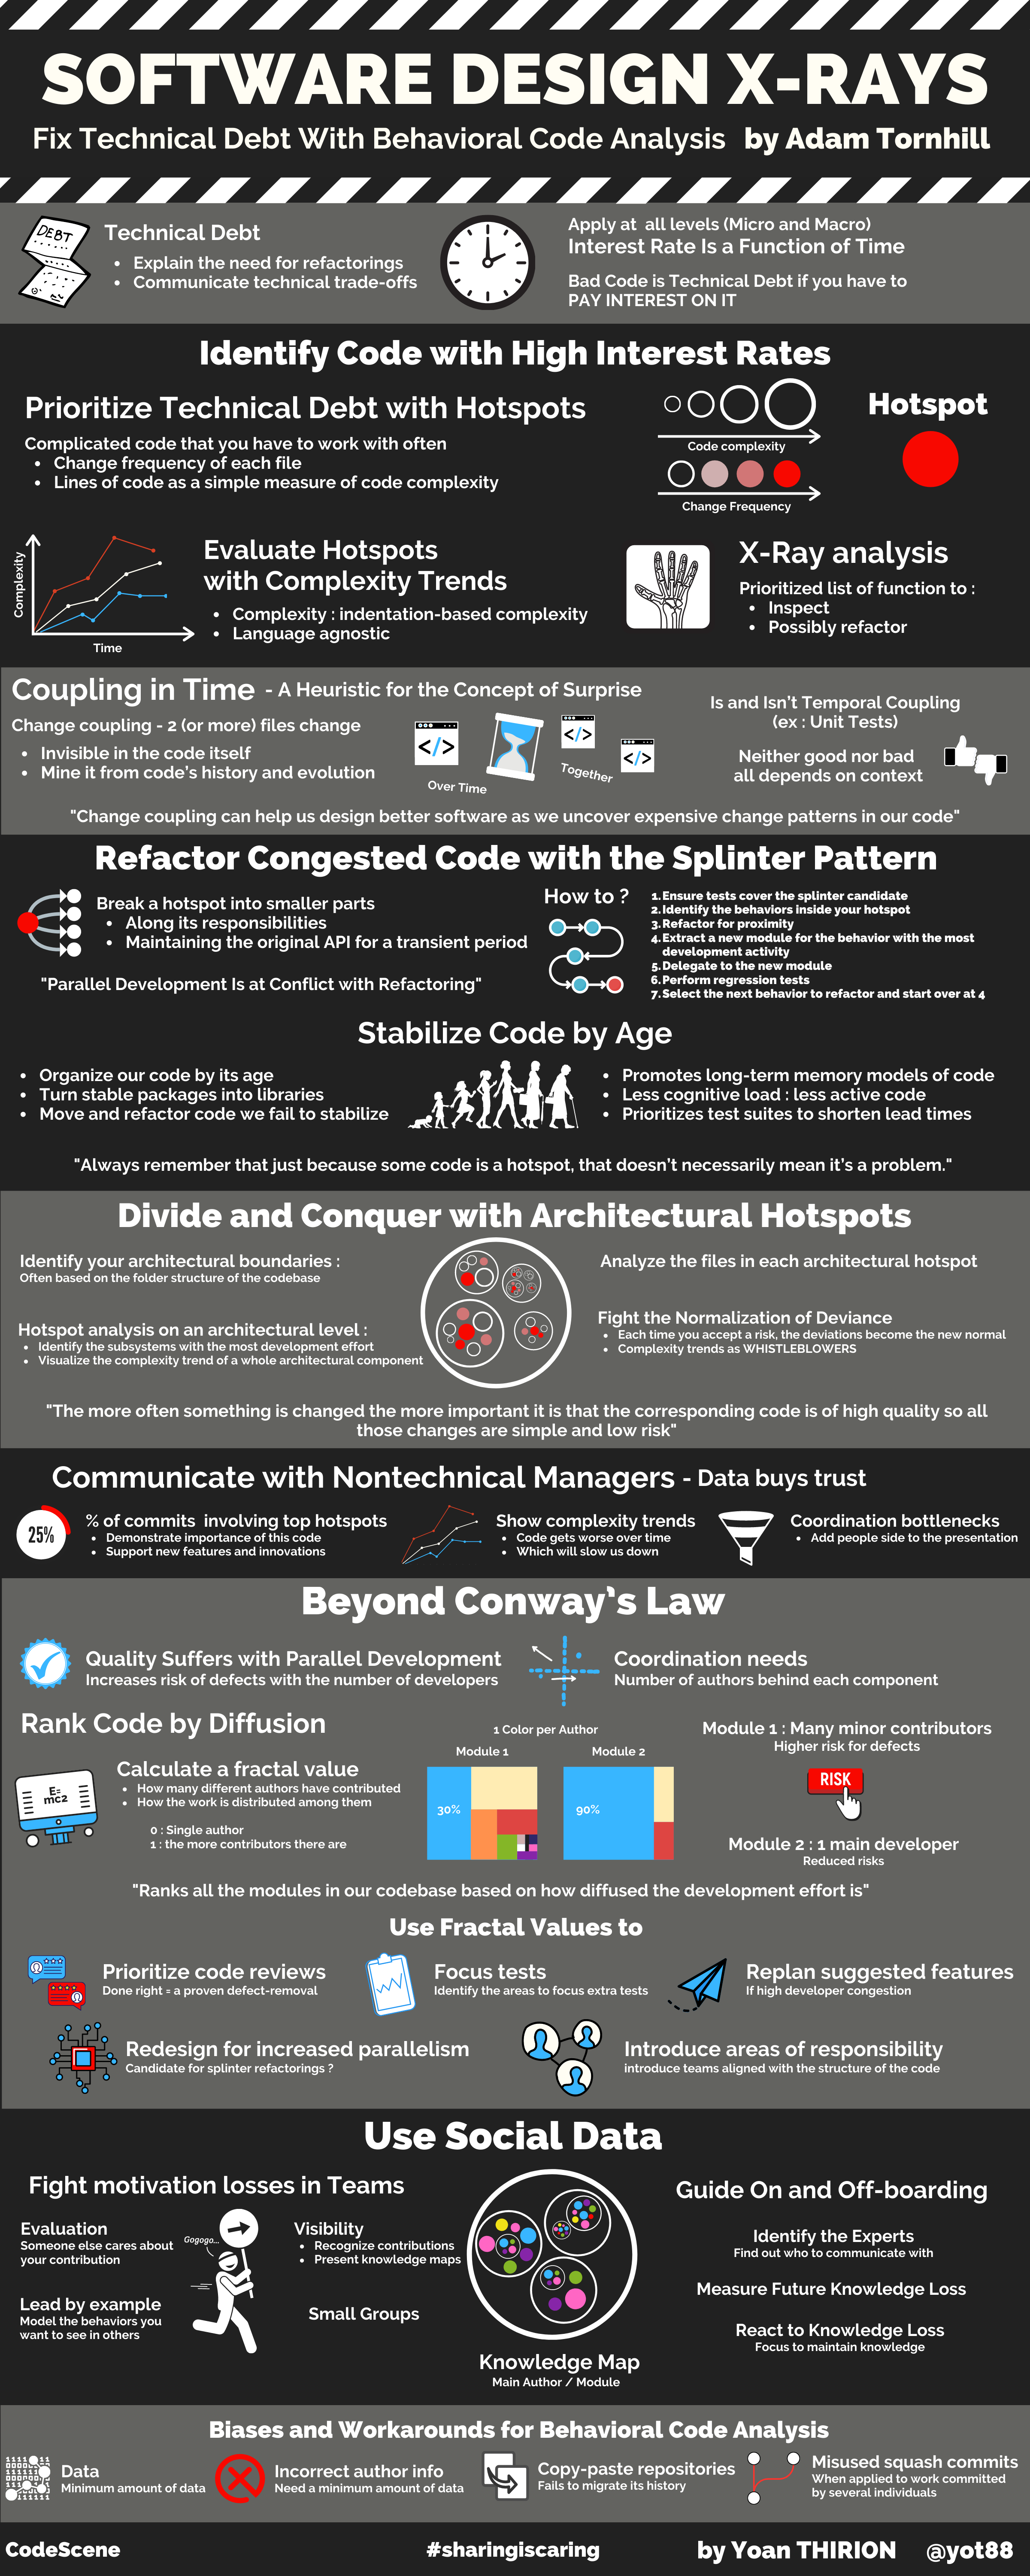 SOFTWARE DESIGN X-RAYS
Fix Technical Debt With Behavioral Code Analysis by Adam Tornhill
DEBT
Technical Debt
• Explain the need for refactorings
• Communicate technical trade-offs
Apply at all levels (Micro and Macro)
Interest Rate Is a Function of Time
Bad Code is Technical Debt if you have to
PAY INTEREST ON IT
Identify Code with High Interest Rates
Prioritize Technical Debt with Hotspots
Complicated code that you have to work with often
• Change frequency of each file
• Lines of code as a simple measure of code complexity
Code complexity
Change Frequency
Hotspot
Complexity
Time
Evaluate Hotspots
with Complexity Trends
• Complexity : indentation-based complexity
• Language agnostic
X-Ray analysis
Prioritized list of function to :
• Inspect
• Possibly refactor
Coupling in Time - A Heuristic for the Concept of Surprise
Change coupling - 2 (or more) files change
• Invisible in the code itself
• Mine it from code's history and evolution
</>
Over Time
</>
Together
</>
Is and Isn't Temporal Coupling
(ex : Unit Tests)
Neither good nor bad
all depends on context
"Change coupling can help us design better software as we uncover expensive change patterns in our code"
Refactor Congested Code with the Splinter Pattern
Break a hotspot into smaller parts
• Along its responsibilities
• Maintaining the original API for a transient period
"Parallel Development Is at Conflict with Refactoring"
How to ?
1. Ensure tests cover the splinter candidate
2. Identify the behaviors inside your hotspot
3. Refactor for proximity
4. Extract a new module for the behavior with the most
development activity
5. Delegate to the new module
6. Perform regression tests
7. Select the next behavior to refactor and start over at 4
Stabilize Code by Age
• Organize our code by its age
• Turn stable packages into libraries
• Move and refactor code we fail to stabilize
• Promotes long-term memory models of code
• Less cognitive load : less active code
• Prioritizes test suites to shorten lead times
"Always remember that just because some code is a hotspot, that doesn't necessarily mean it's a problem."
Divide and Conquer with Architectural Hotspots
Identify your architectural boundaries :
Often based on the folder structure of the codebase
Hotspot analysis on an architectural level :
• Identify the subsystems with the most development effort
• Visualize the complexity trend of a whole architectural component
Analyze the files in each architectural hotspot
Fight the Normalization of Deviance
• Each time you accept a risk, the deviations become the new normal
• Complexity trends as WHISTLEBLOWERS
"The more often something is changed the more important it is that the corresponding code is of high quality so all
those changes are simple and low risk"
Communicate with Nontechnical Managers - Data buys trust
25%
% of commits involving top hotspots
• Demonstrate importance of this code
• Support new features and innovations
Show complexity trends
• Code gets worse over time
• Which will slow us down
Coordination bottlenecks
• Add people side to the presentation
Beyond Conway's Law
Quality Suffers with Parallel Development
Increases risk of defects with the number of developers
Coordination needs
Number of authors behind each component
Rank Code by Diffusion
E=
mc2
Calculate a fractal value
• How many different authors have contributed
• How the work is distributed among them
0 : Single author
1 : the more contributors there are
1 Color per Author
Module 1
30%
Module 2
90%
Module 1 : Many minor contributors
Higher risk for defects
RISK
Module 2 : 1 main developer
Reduced risks
"Ranks all the modules in our codebase based on how diffused the development effort is"
Use Fractal Values to
Prioritize code reviews
Done right = a proven defect-removal
Focus tests
Identify the areas to focus extra tests
Replan suggested features
If high developer congestion
Redesign for increased parallelism
Candidate for splinter refactorings ?
Introduce areas of responsibility
introduce teams aligned with the structure of the code
Use Social Data
Fight motivation losses in Teams
Evaluation
Someone else cares about
your contribution
Lead by example
Model the behaviors you
want to see in others
Gogogo...
Visibility
• Recognize contributions
• Present knowledge maps
Small Groups
Knowledge Map
Main Author / Module
Guide On and Off-boarding
Identify the Experts
Find out who to communicate with
Measure Future Knowledge Loss
React to Knowledge Loss
Focus to maintain knowledge
Biases and Workarounds for Behavioral Code Analysis
Data
Minimum amount of data
Incorrect author info
Need a minimum amount of data
Copy-paste repositories
Fails to migrate its history
Misused squash commits
When applied to work committed
by several individuals
CodeScene
#sharingiscaring
by Yoan THIRION @yot88